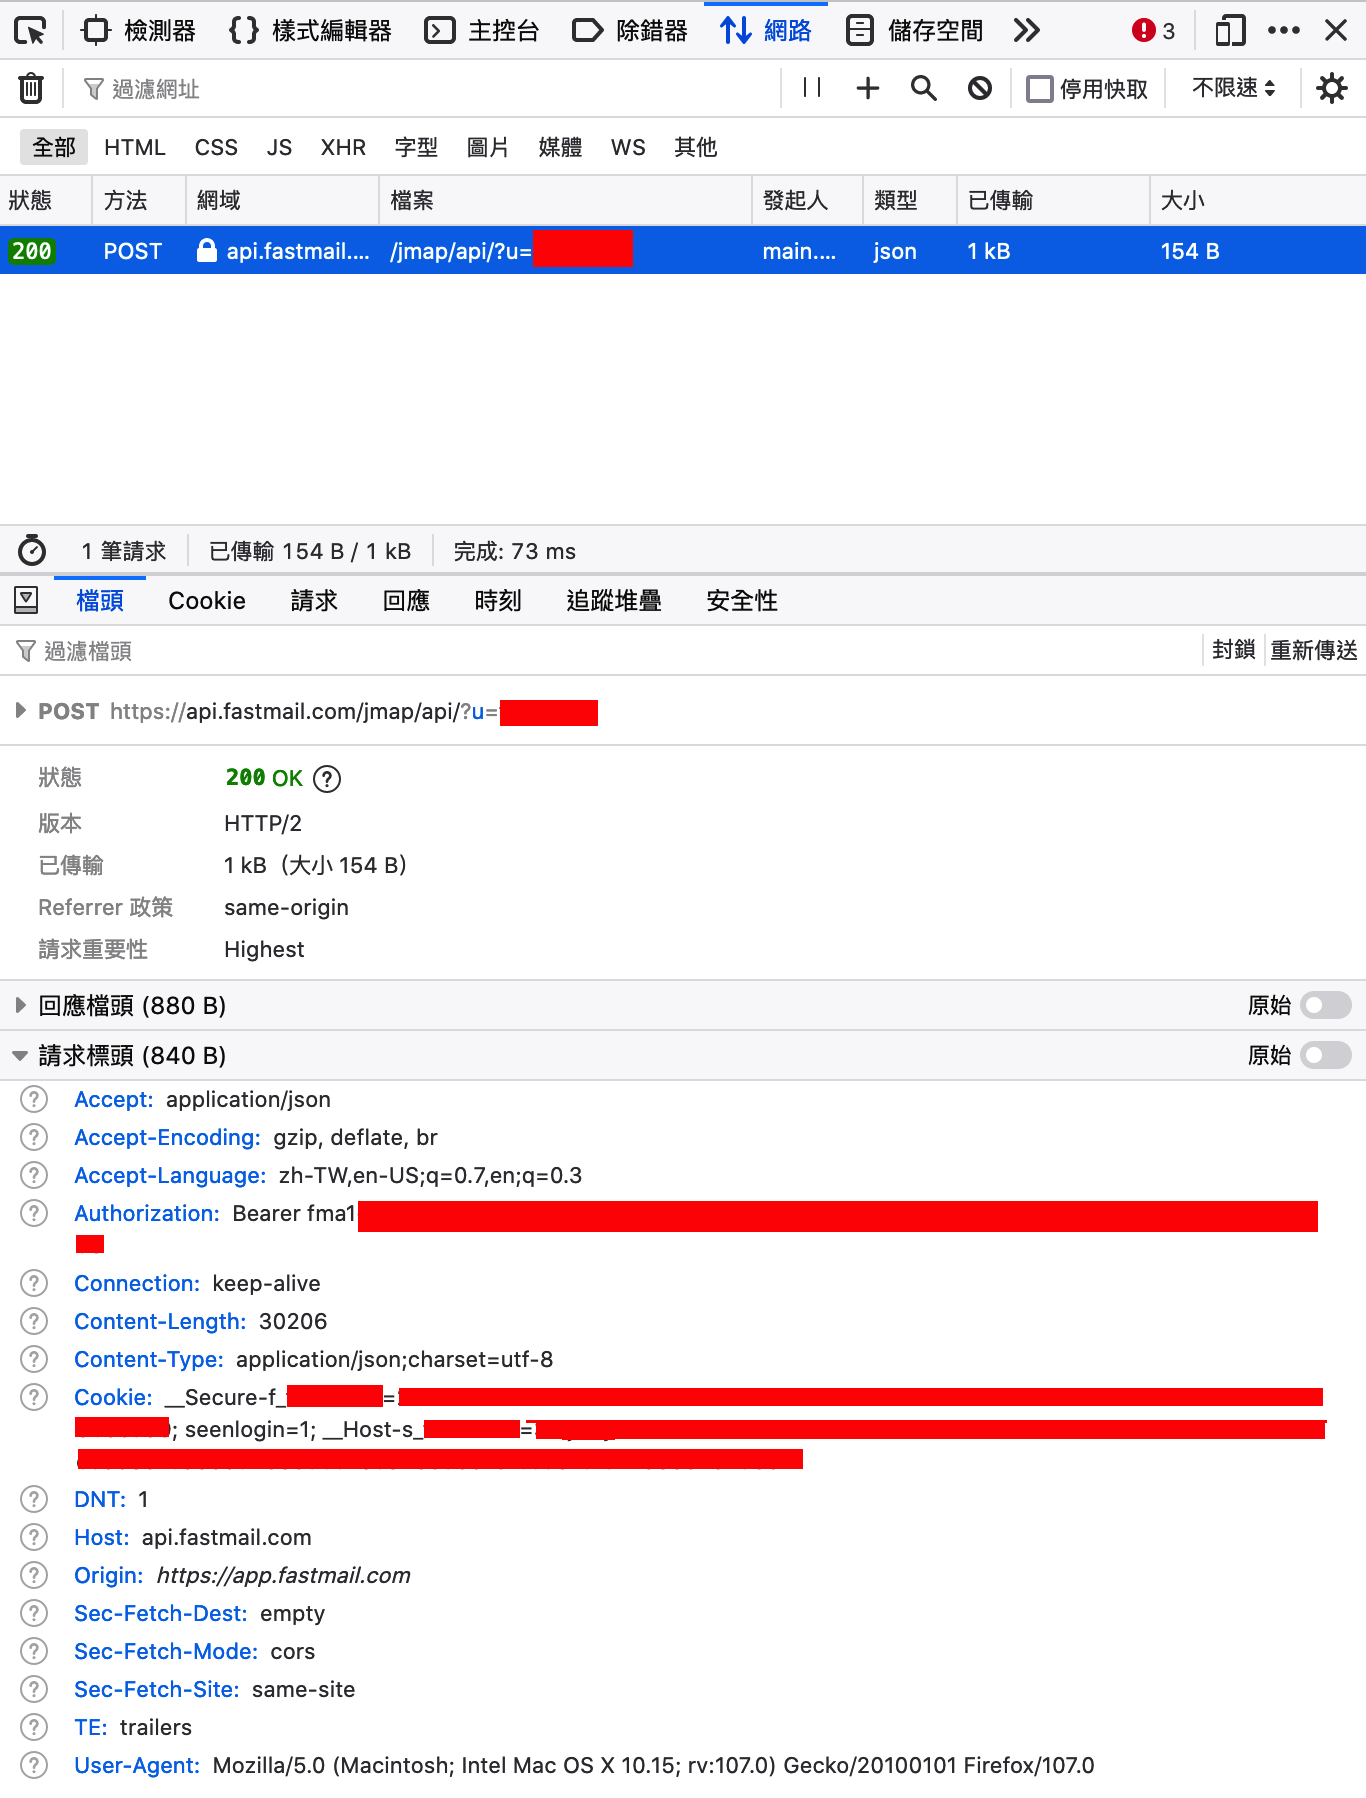 檢測器 樣式編輯器 主控台 除錯器 網路 儲存空間 3
過濾網址 停用快取 不限速
全部 HTML CSS JS XHR 字型 圖片 媒體 WS 其他
狀態 方法 網域 檔案 發起人 類型 已傳輸 大小
200 POST api.fastmail.... /jmap/api/?u= main.... json 1 kB 154 B
1 筆請求 已傳輸 154 B / 1 kB 完成: 73 ms
檔頭 Cookie 請求 回應 時刻 追蹤堆疊 安全性
過濾檔頭 封鎖 重新傳送
POST https://api.fastmail.com/jmap/api/?u=
狀態 200 OK
版本 HTTP/2
已傳輸 1 kB（大小 154 B）
Referrer 政策 same-origin
請求重要性 Highest
回應檔頭 (880 B) 原始
請求標頭 (840 B) 原始
Accept: application/json
Accept-Encoding: gzip, deflate, br
Accept-Language: zh-TW,en-US;q=0.7,en;q=0.3
Authorization: Bearer fma1
Connection: keep-alive
Content-Length: 30206
Content-Type: application/json;charset=utf-8
Cookie: __Secure-f_ =
; seenlogin=1; __Host-s_ =
DNT: 1
Host: api.fastmail.com
Origin: https://app.fastmail.com
Sec-Fetch-Dest: empty
Sec-Fetch-Mode: cors
Sec-Fetch-Site: same-site
TE: trailers
User-Agent: Mozilla/5.0 (Macintosh; Intel Mac OS X 10.15; rv:107.0) Gecko/20100101 Firefox/107.0